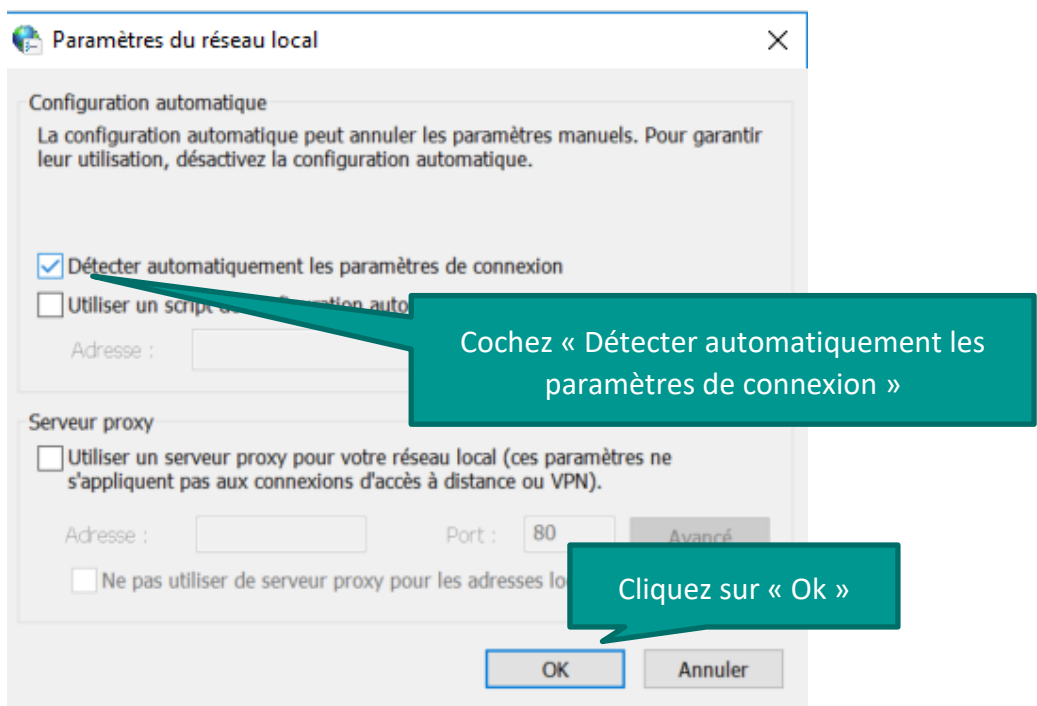 Paramètres du réseau local
Configuration automatique
La configuration automatique peut annuler les paramètres manuels. Pour garantir
leur utilisation, désactivez la configuration automatique.
Détecter automatiquement les paramètres de connexion
Utiliser un script
Adresse :
Cochez « Détecter automatiquement les
paramètres de connexion »
Serveur proxy
Utiliser un serveur proxy pour votre réseau local (ces paramètres ne
s'appliquent pas aux connexions d'accès à distance ou VPN).
Adresse :
Port :
80
Avancé
Ne pas utiliser de serveur proxy pour les adresses
Cliquez sur « Ok »
OK
Annuler